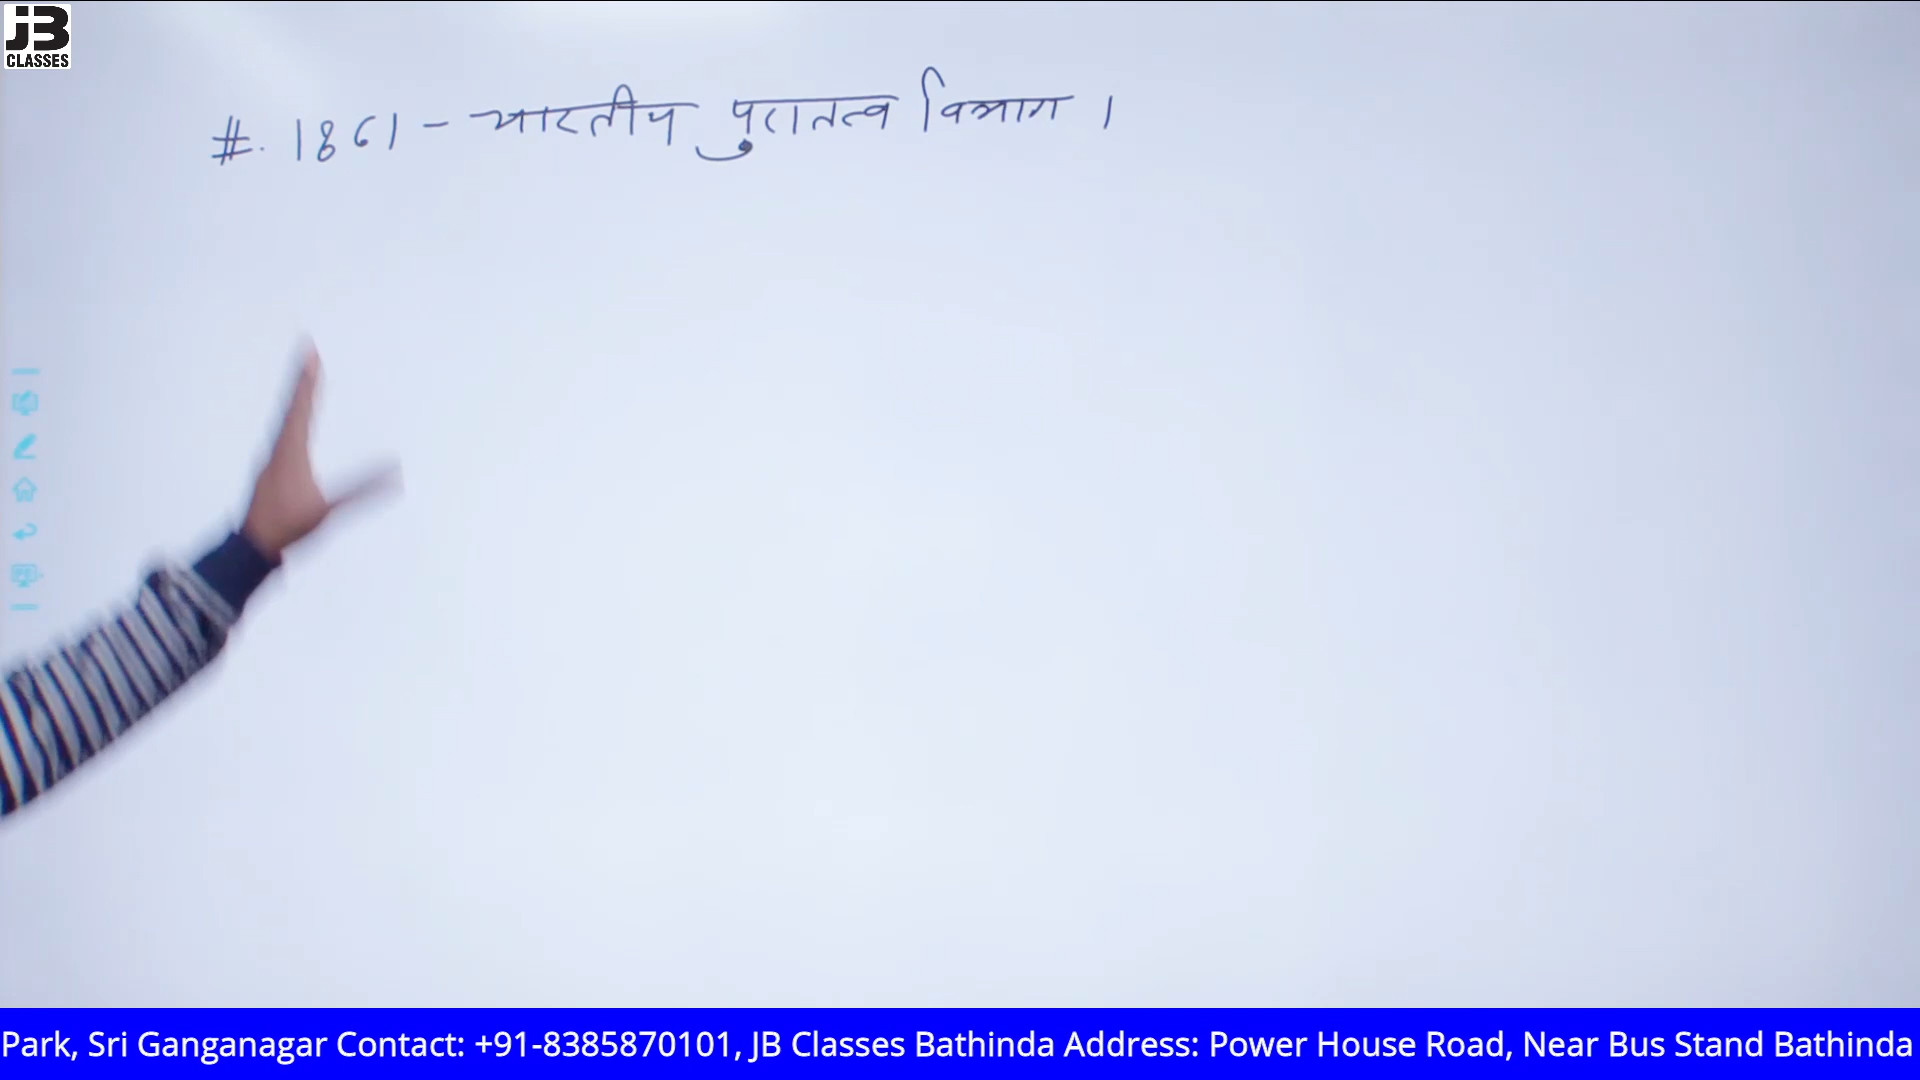 JB
CLASSES
#. 1861 - भारतीय पुरातत्व विभाग ।
Park, Sri Ganganagar Contact: +91-8385870101, JB Classes Bathinda Address: Power House Road, Near Bus Stand Bathinda